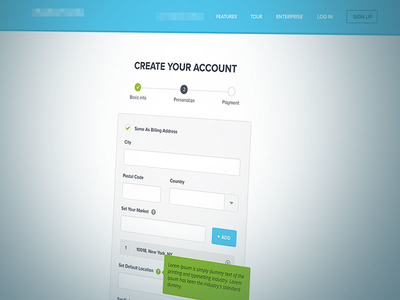 FEATURES TOUR ENTERPRISE LOG IN SIGN UP
CREATE YOUR ACCOUNT
2
Basic info Personalize Payment
Same As Billing Address
City
Postal Code Country
Set Your Market ?
+ ADD
1 10018, New York, NY
Set Default Location ?
Lorem Ipsum is simply dummy text of the
printing and typesetting industry. Lorem
Ipsum has been the industry's standard
dummy.